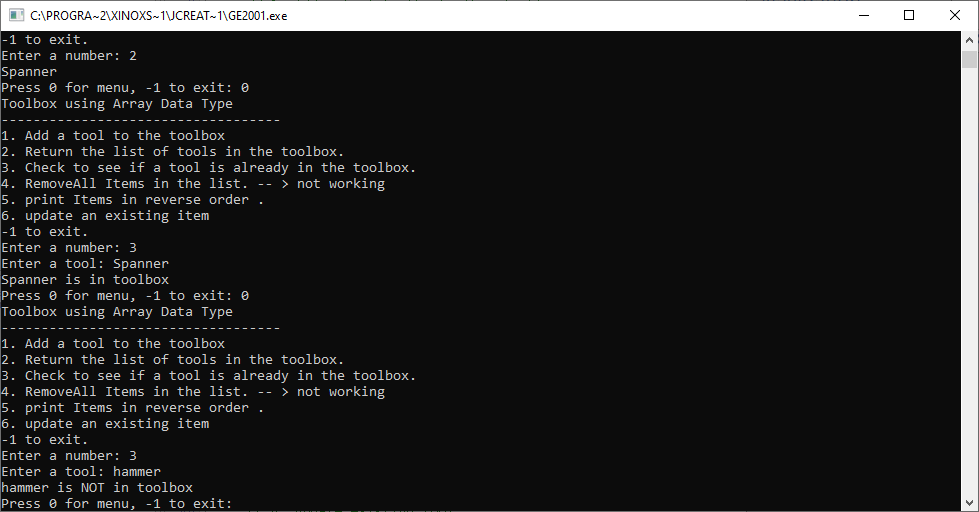 C:\PROGRA~2\XINOXS~1\JCREAT~1\GE2001.exe
-1 to exit.
Enter a number: 2
Spanner
Press 0 for menu, -1 to exit: 0
Toolbox using Array Data Type
-----------------------------------
1. Add a tool to the toolbox
2. Return the list of tools in the toolbox.
3. Check to see if a tool is already in the toolbox.
4. RemoveAll Items in the list. -- > not working
5. print Items in reverse order .
6. update an existing item
-1 to exit.
Enter a number: 3
Enter a tool: Spanner
Spanner is in toolbox
Press 0 for menu, -1 to exit: 0
Toolbox using Array Data Type
-----------------------------------
1. Add a tool to the toolbox
2. Return the list of tools in the toolbox.
3. Check to see if a tool is already in the toolbox.
4. RemoveAll Items in the list. -- > not working
5. print Items in reverse order .
6. update an existing item
-1 to exit.
Enter a number: 3
Enter a tool: hammer
hammer is NOT in toolbox
Press 0 for menu, -1 to exit: